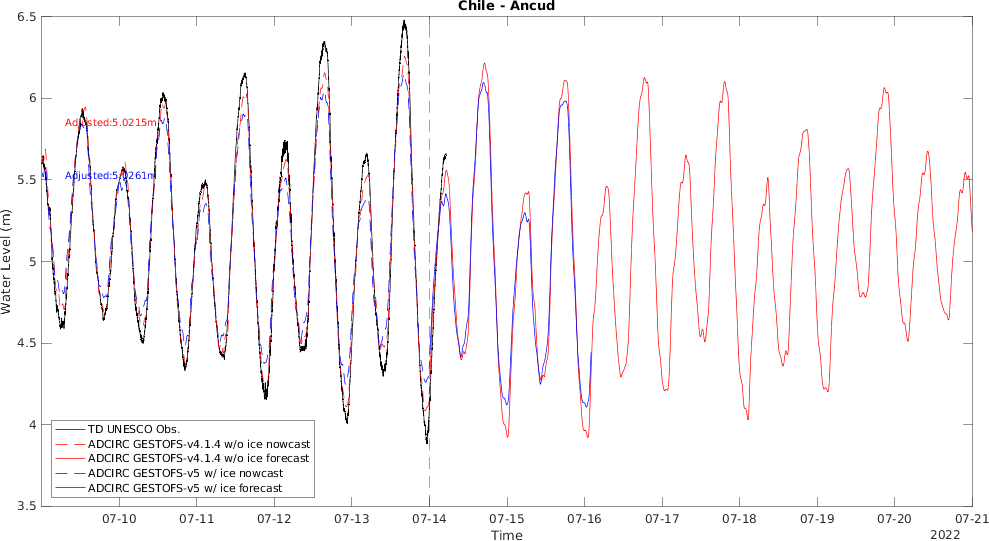 Chile - Ancud
6.5
6
5.5
5
4.5
4
3.5
Water Level (m)
Adjusted:5.0215m
Adjusted:5.0261m
TD UNESCO Obs.
ADCIRC GESTOFS-v4.1.4 w/o ice nowcast
ADCIRC GESTOFS-v4.1.4 w/o ice forecast
ADCIRC GESTOFS-v5 w/ ice nowcast
ADCIRC GESTOFS-v5 w/ ice forecast
07-10 07-11 07-12 07-13 07-14 07-15 07-16 07-17 07-18 07-19 07-20 07-21
Time
2022